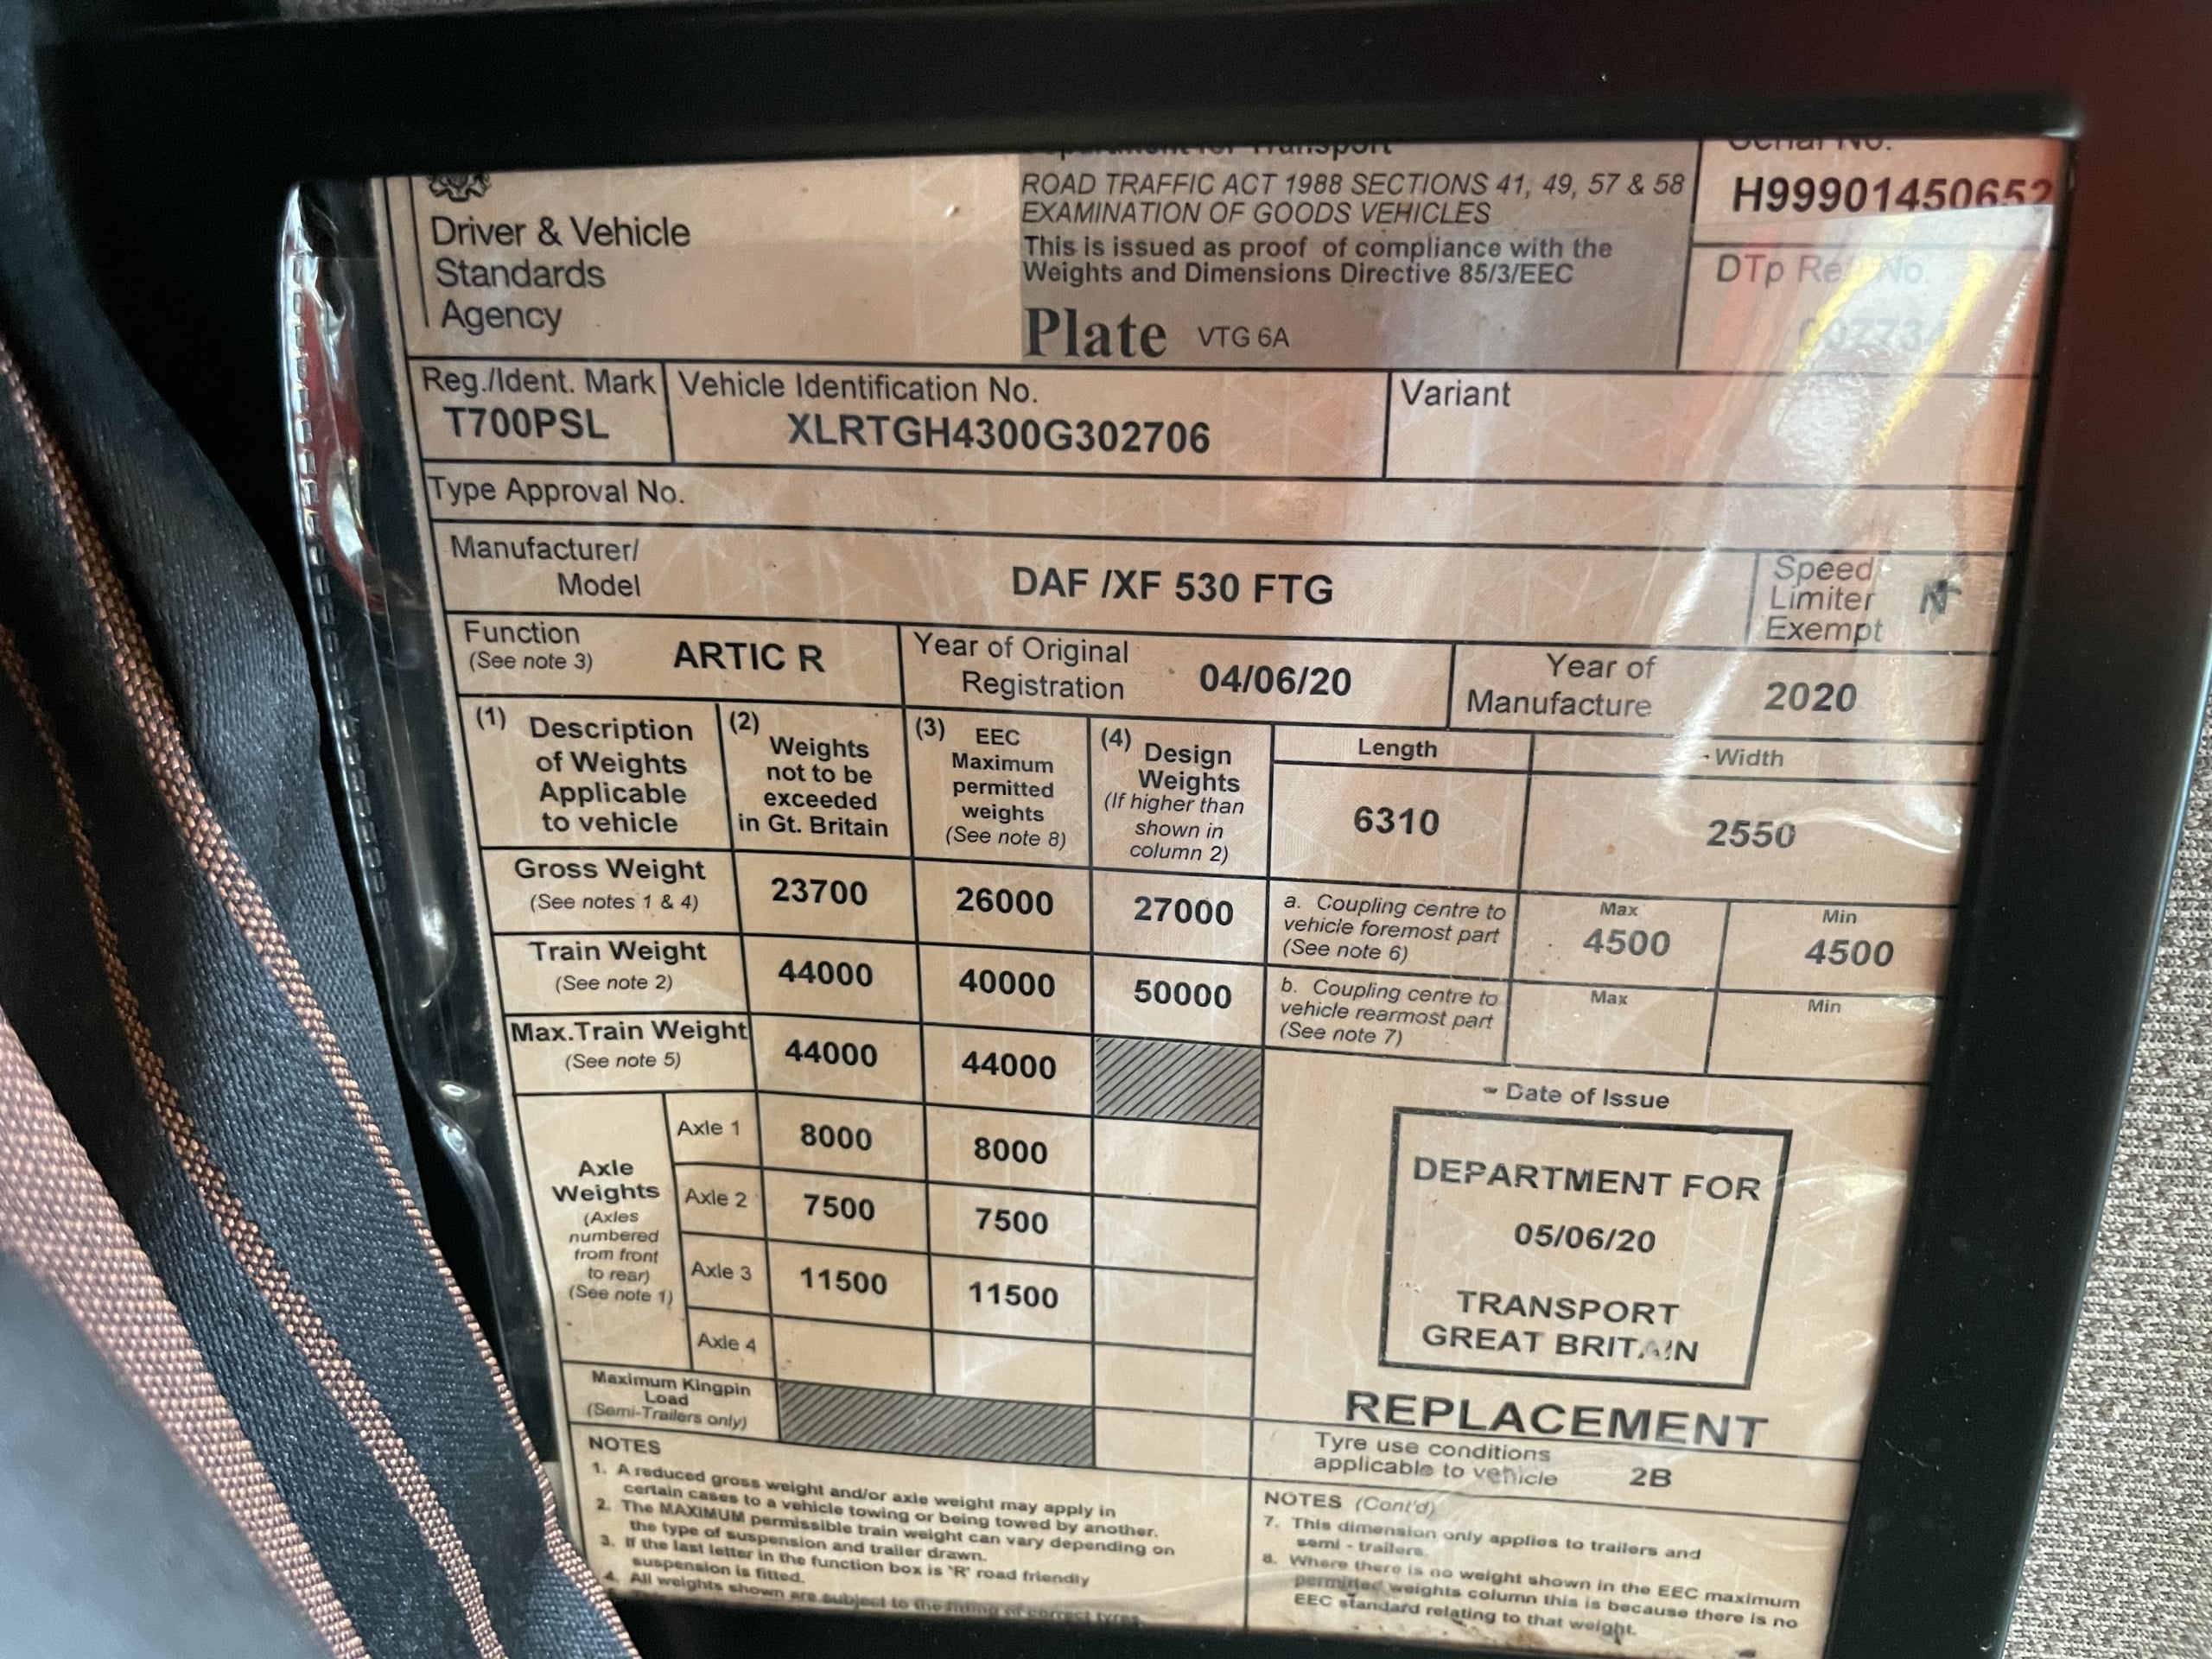 Department for Transport
ROAD TRAFFIC ACT 1988 SECTIONS 41, 49, 57 & 58
EXAMINATION OF GOODS VEHICLES
This is issued as proof of compliance with the
Weights and Dimensions Directive 85/3/EEC
Plate VTG 6A
Driver & Vehicle
Standards
Agency
Serial No.
H99901450652
DTp Ref. No.
Reg./Ident. Mark
T700PSL
Vehicle Identification No.
XLRTGH4300G302706
Variant
Type Approval No.
Manufacturer/
Model
DAF /XF 530 FTG
Speed
Limiter
Exempt
N
Function
(See note 3)
ARTIC R
Year of Original
Registration
04/06/20
Year of
Manufacture
2020
(1) Description
of Weights
Applicable
to vehicle
(2) Weights
not to be
exceeded
in Gt. Britain
(3) EEC
Maximum
permitted
weights
(See note 8)
(4) Design
Weights
(If higher than
shown in
column 2)
Length
6310
Width
2550
Gross Weight
(See notes 1 & 4)
23700
26000
27000
a. Coupling centre to
vehicle foremost part
(See note 6)
Max
4500
Min
4500
Train Weight
(See note 2)
44000
40000
50000
b. Coupling centre to
vehicle rearmost part
(See note 7)
Max
Min
Max.Train Weight
(See note 5)
44000
44000
Axle
Weights
(Axles
numbered
from front
to rear)
(See note 1)
Axle 1
8000
8000
Axle 2
7500
7500
Axle 3
11500
11500
Axle 4
Maximum Kingpin
Load
(Semi-Trailers only)
Date of Issue
DEPARTMENT FOR
05/06/20
TRANSPORT
GREAT BRITAIN
REPLACEMENT
Tyre use conditions
applicable to vehicle
2B
NOTES
1. A reduced gross weight and/or axle weight may apply in
certain cases to a vehicle towing or being towed by another.
2. The MAXIMUM permissible train weight can vary depending on
the type of suspension and trailer drawn.
3. If the last letter in the function box is 'R' road friendly
suspension is fitted.
4. All weights shown are subject to the fitting of correct tyres.
NOTES (Cont'd)
7. This dimension only applies to trailers and
semi - trailers.
8. Where there is no weight shown in the EEC maximum
permitted weights column this is because there is no
EEC standard relating to that weight.